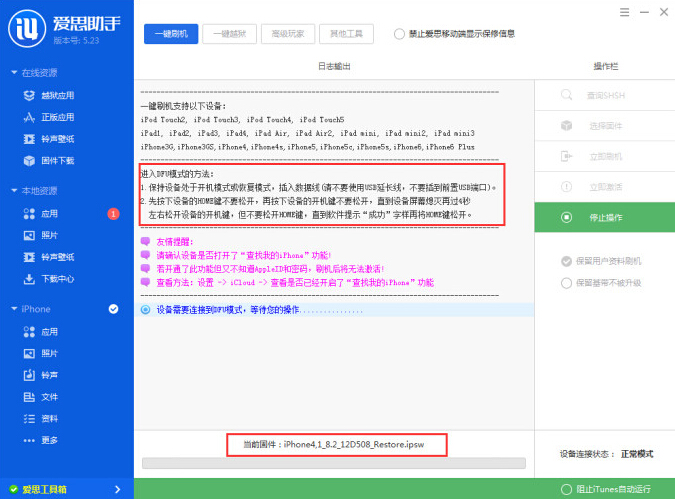 iU
爱思助手
版本号: 5.23
一键刷机
一键越狱
高级玩家
其他工具
禁止爱思移动端显示保修信息
在线资源
越狱应用
正版应用
铃声壁纸
固件下载
本地资源
应用
1
照片
铃声壁纸
下载中心
iPhone
应用
照片
铃声
文件
资料
更多
爱思工具箱
日志输出
一键刷机支持以下设备:
iPod Touch2, iPod Touch3, iPod Touch4, iPod Touch5
iPad1, iPad2, iPad3, iPad4, iPad Air, iPad Air2, iPad mini, iPad mini2, iPad mini3
iPhone3G,iPhone3GS,iPhone4,iPhone4s,iPhone5,iPhone5c,iPhone5s,iPhone6,iPhone6 Plus
进入DFU模式的方法:
1.保持设备处于开机模式或恢复模式,插入数据线(请不要使用USB延长线,不要插到前置USB端口)。
2.先按下设备的HOME键不要松开,再按下设备的开机键不要松开,直到设备屏幕熄灭再过4秒
左右松开设备的开机键,但不要松开HOME键,直到软件提示“成功”字样再将HOME键松开。
友情提醒:
请确认设备是否打开了“查找我的iPhone”功能!
若开通了此功能但又不知道AppleID和密码,刷机后将无法激活!
查看方法: 设置 -> iCloud -> 查看是否已经开启了“查找我的iPhone”功能
设备需要连接到DFU模式,等待您的操作................
当前固件:iPhone4,1_8.2_12D508_Restore.ipsw
操作栏
查询SHSH
选择固件
立即刷机
立即激活
停止操作
保留用户资料刷机
保留基带不被升级
设备连接状态: 正常模式
阻止iTunes自动运行